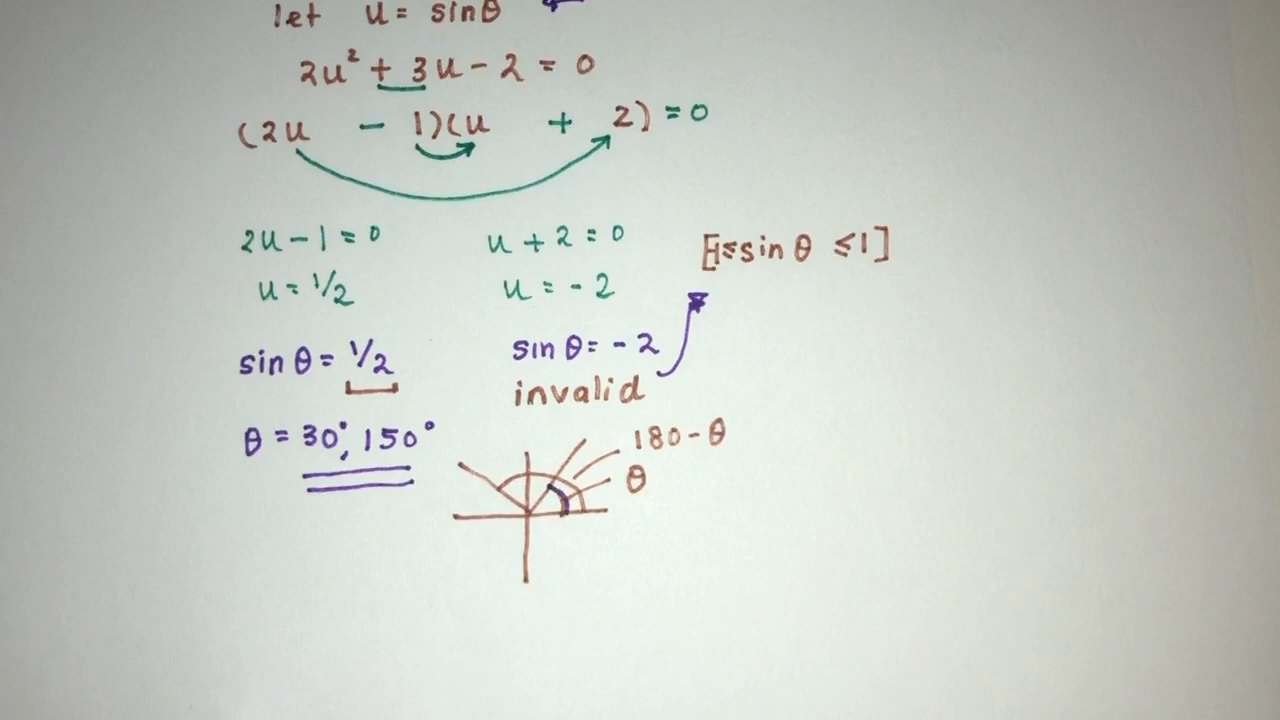 let u = sinθ
2u² + 3u - 2 = 0
(2u - 1)(u + 2) = 0
2u - 1 = 0
u + 2 = 0
[-1≤sin θ ≤1]
u = 1/2
u = - 2
sin θ = 1/2
sin θ = - 2
invalid
θ = 30°, 150°
180 - θ
θ